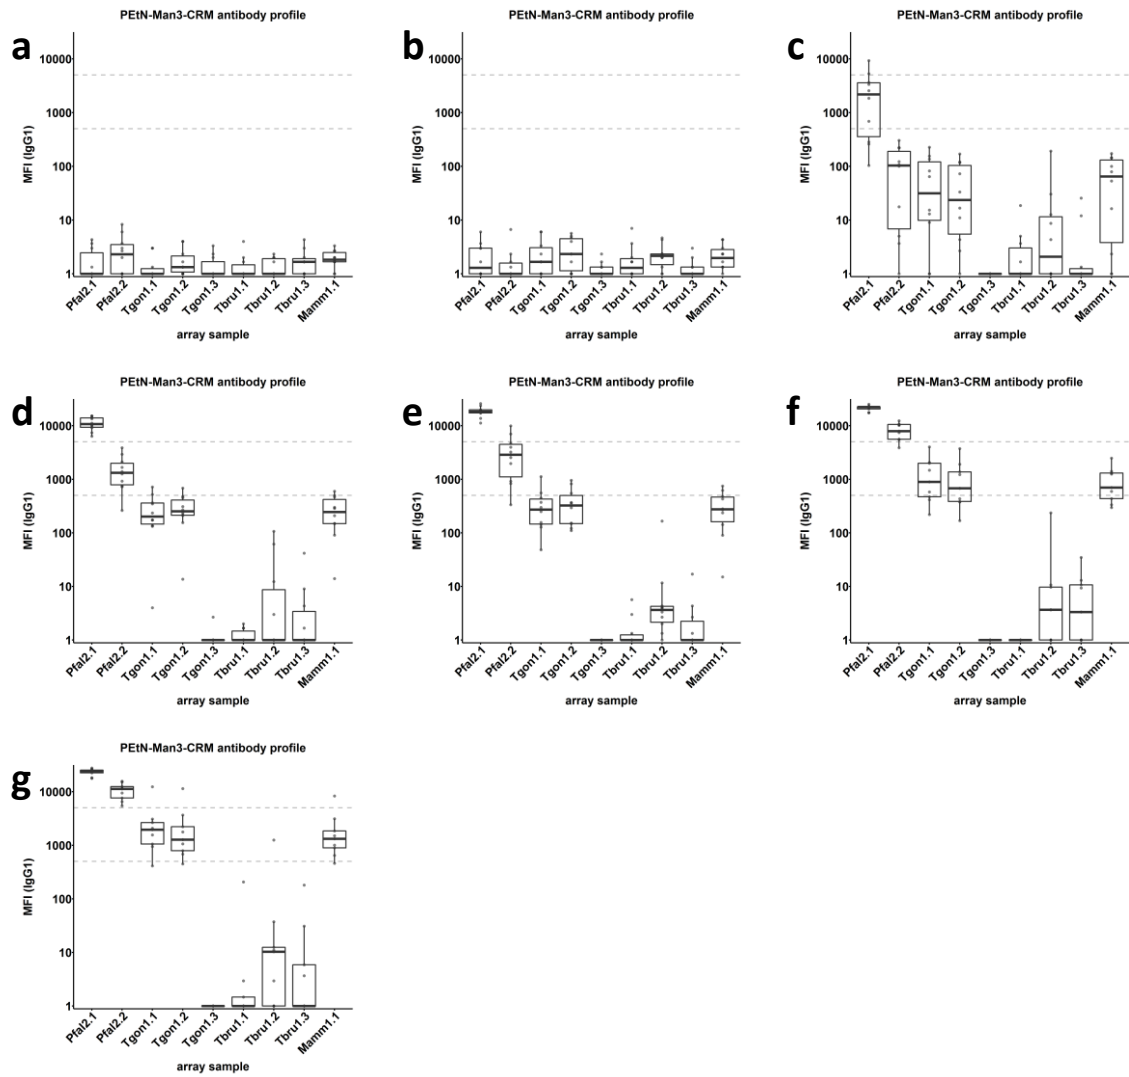 PEtN-Man3-CRM antibody profile
a
10000
1000
100
10
1
MFI (IgG1)
Pfal2.1 Pfal2.2 Tgon1.1 Tgon1.2 Tgon1.3 Tbru1.1 Tbru1.2 Tbru1.3 Mamm1.1
array sample
PEtN-Man3-CRM antibody profile
b
10000
1000
100
10
1
MFI (IgG1)
Pfal2.1 Pfal2.2 Tgon1.1 Tgon1.2 Tgon1.3 Tbru1.1 Tbru1.2 Tbru1.3 Mamm1.1
array sample
PEtN-Man3-CRM antibody profile
c
10000
1000
100
10
1
MFI (IgG1)
Pfal2.1 Pfal2.2 Tgon1.1 Tgon1.2 Tgon1.3 Tbru1.1 Tbru1.2 Tbru1.3 Mamm1.1
array sample
PEtN-Man3-CRM antibody profile
d
10000
1000
100
10
1
MFI (IgG1)
Pfal2.1 Pfal2.2 Tgon1.1 Tgon1.2 Tgon1.3 Tbru1.1 Tbru1.2 Tbru1.3 Mamm1.1
array sample
PEtN-Man3-CRM antibody profile
e
10000
1000
100
10
1
MFI (IgG1)
Pfal2.1 Pfal2.2 Tgon1.1 Tgon1.2 Tgon1.3 Tbru1.1 Tbru1.2 Tbru1.3 Mamm1.1
array sample
PEtN-Man3-CRM antibody profile
f
10000
1000
100
10
1
MFI (IgG1)
Pfal2.1 Pfal2.2 Tgon1.1 Tgon1.2 Tgon1.3 Tbru1.1 Tbru1.2 Tbru1.3 Mamm1.1
array sample
PEtN-Man3-CRM antibody profile
g
10000
1000
100
10
1
MFI (IgG1)
Pfal2.1 Pfal2.2 Tgon1.1 Tgon1.2 Tgon1.3 Tbru1.1 Tbru1.2 Tbru1.3 Mamm1.1
array sample